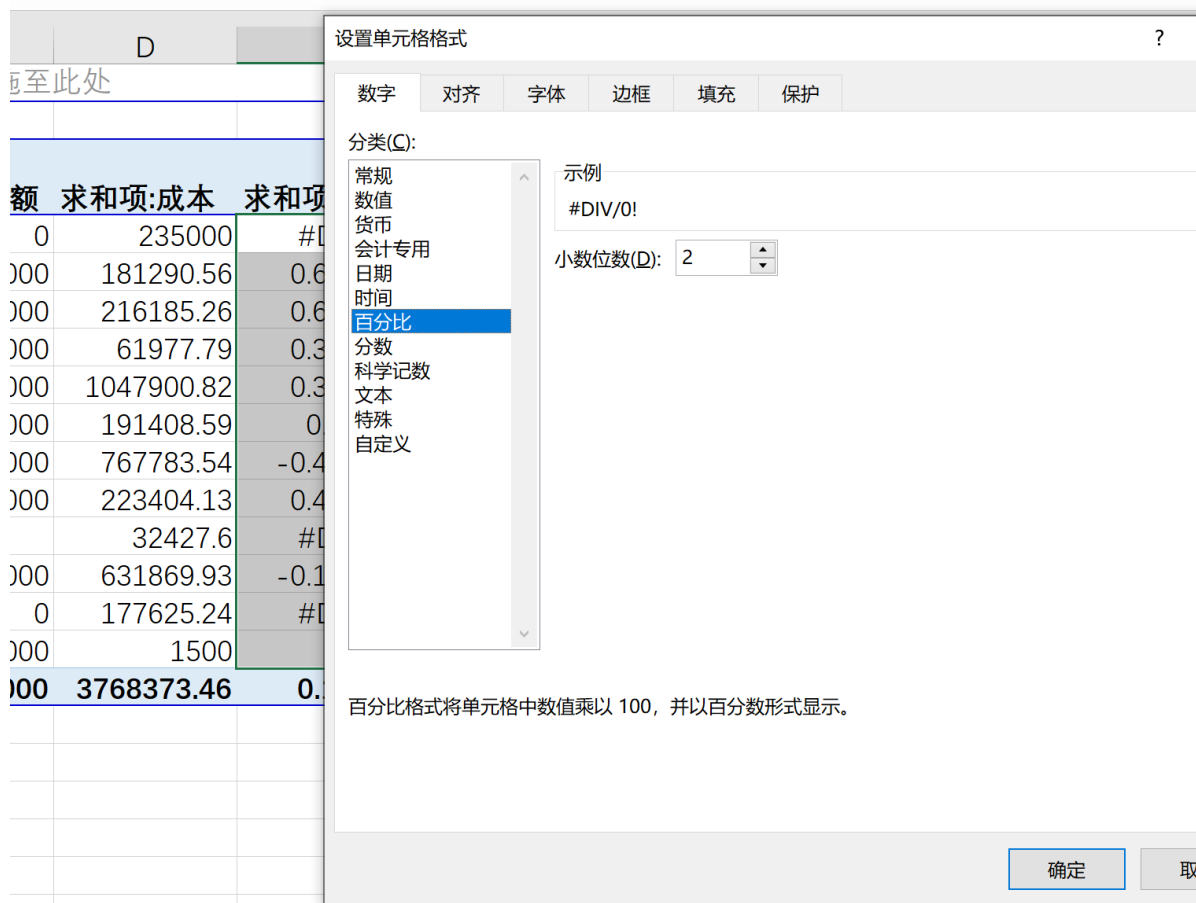 设置单元格格式 ?
D
至此处
数字 对齐 字体 边框 填充 保护
分类(C):
常规
数值
货币
会计专用
日期
时间
百分比
分数
科学记数
文本
特殊
自定义
示例
#DIV/0!
小数位数(D): 2
额 求和项:成本 求和项
0 235000 #D
000 181290.56 0.6
000 216185.26 0.6
000 61977.79 0.3
000 1047900.82 0.3
000 191408.59 0.
000 767783.54 -0.4
000 223404.13 0.4
32427.6 #D
000 631869.93 -0.1
0 177625.24 #D
000 1500
000 3768373.46 0.
百分比格式将单元格中数值乘以 100，并以百分数形式显示。
确定 取